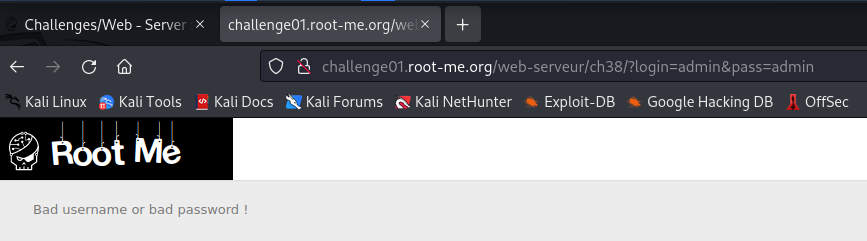 Challenges/Web - Server :
challenge01.root-me.org/web
challenge01.root-me.org/web-serveur/ch38/?login=admin&pass=admin
Kali Linux Kali Tools Kali Docs Kali Forums Kali NetHunter Exploit-DB Google Hacking DB OffSec
Root Me
Bad username or bad password !